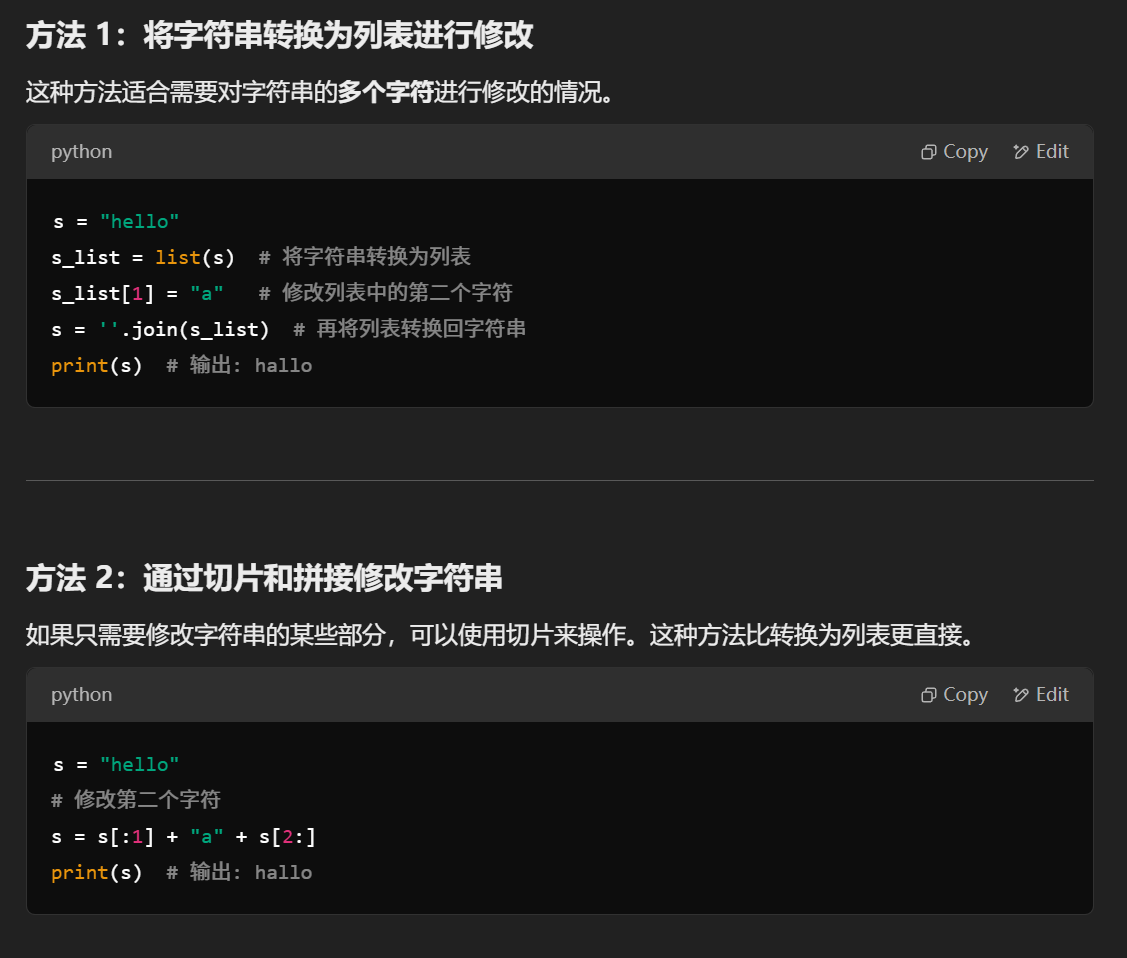 方法 1：将字符串转换为列表进行修改
这种方法适合需要对字符串的多个字符进行修改的情况。
python Copy Edit
s = "hello"
s_list = list(s)  # 将字符串转换为列表
s_list[1] = "a"   # 修改列表中的第二个字符
s = ''.join(s_list)  # 再将列表转换回字符串
print(s)  # 输出: hallo
方法 2：通过切片和拼接修改字符串
如果只需要修改字符串的某些部分，可以使用切片来操作。这种方法比转换为列表更直接。
python Copy Edit
s = "hello"
# 修改第二个字符
s = s[:1] + "a" + s[2:]
print(s)  # 输出: hallo